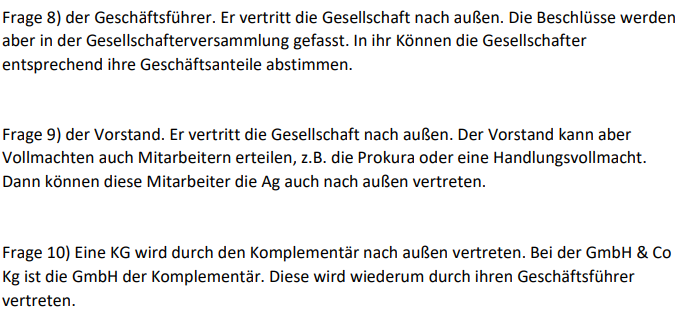 Frage 8) der Geschäftsführer. Er vertritt die Gesellschaft nach außen. Die Beschlüsse werden
aber in der Gesellschafterversammlung gefasst. In ihr Können die Gesellschafter
entsprechend ihre Geschäftsanteile abstimmen.
Frage 9) der Vorstand. Er vertritt die Gesellschaft nach außen. Der Vorstand kann aber
Vollmachten auch Mitarbeitern erteilen, z.B. die Prokura oder eine Handlungsvollmacht.
Dann können diese Mitarbeiter die Ag auch nach außen vertreten.
Frage 10) Eine KG wird durch den Komplementär nach außen vertreten. Bei der GmbH & Co
Kg ist die GmbH der Komplementär. Diese wird wiederum durch ihren Geschäftsführer
vertreten.